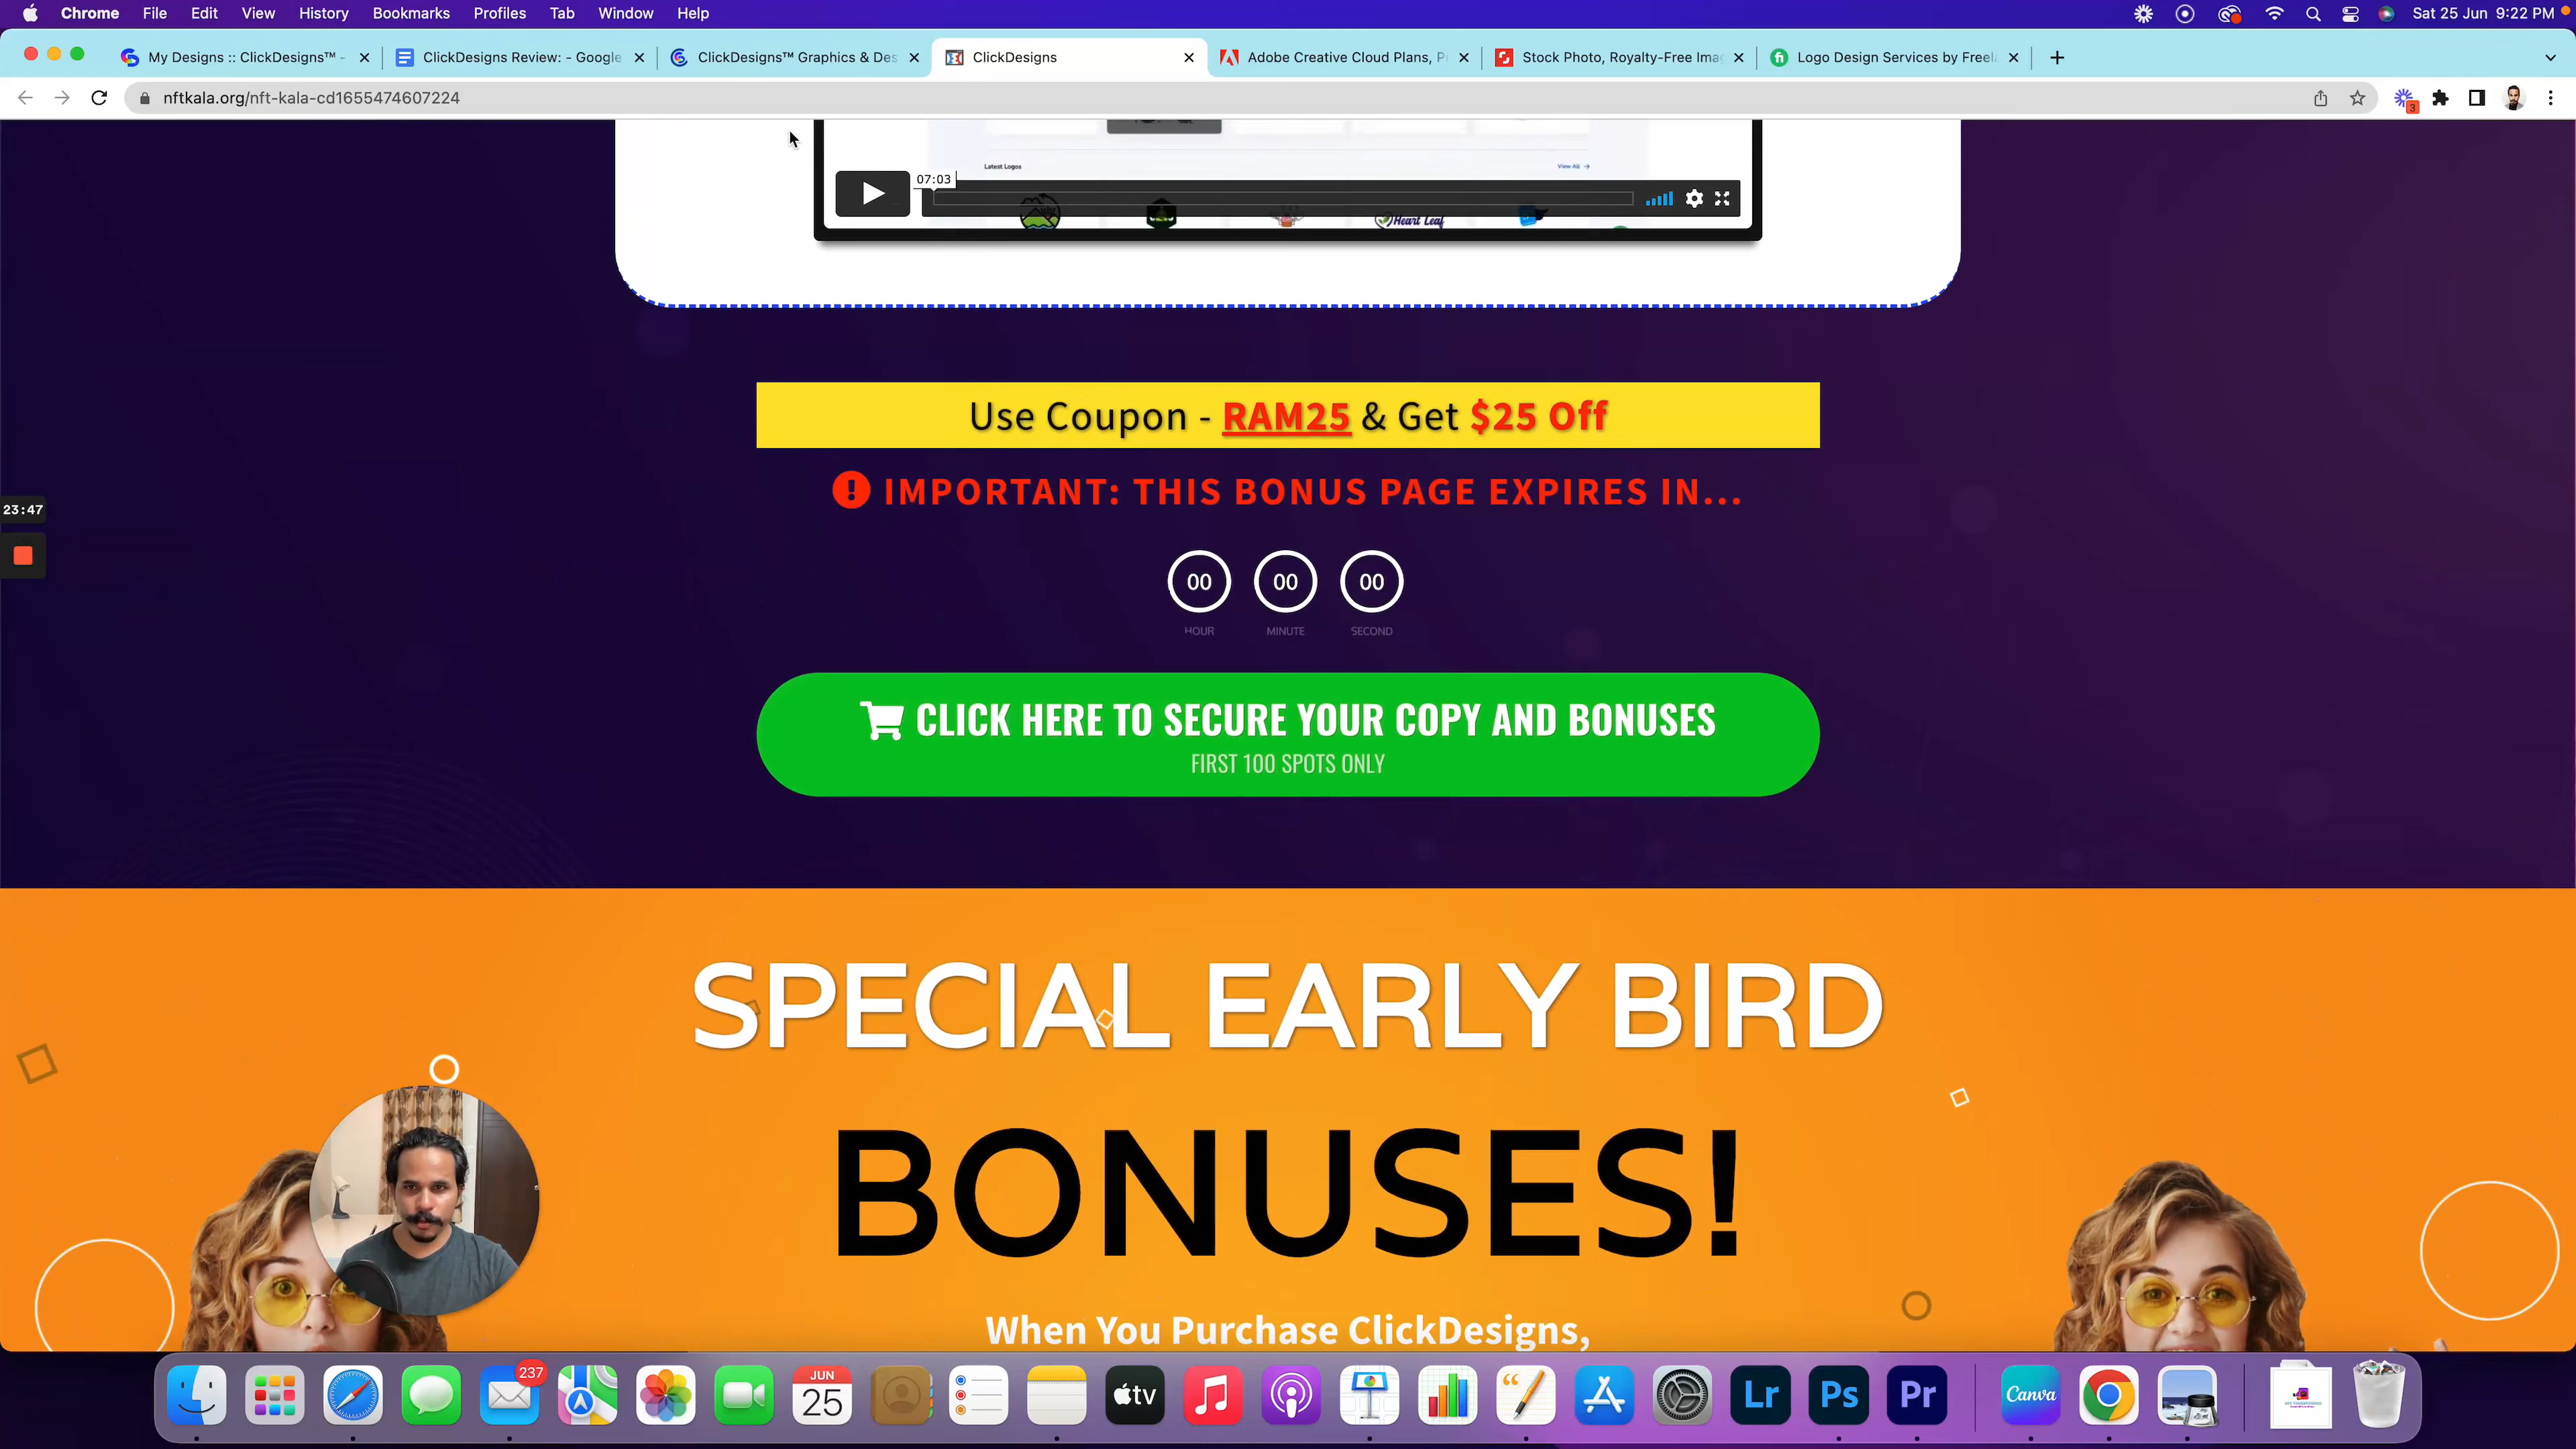 Chrome File Edit View History Bookmarks Profiles Tab Window Help
Sat 25 Jun 9:22 PM
My Designs :: ClickDesigns™ -
ClickDesigns Review: - Google
ClickDesigns™ Graphics & Des
ClickDesigns
Adobe Creative Cloud Plans, P
Stock Photo, Royalty-Free Ima
Logo Design Services by Freel
nftkala.org/nft-kala-cd1655474607224
3
Latest Logos
View All
07:03
Heart Leaf
Use Coupon - RAM25 & Get $25 Off
! IMPORTANT: THIS BONUS PAGE EXPIRES IN...
23:47
00 00 00
HOUR MINUTE SECOND
CLICK HERE TO SECURE YOUR COPY AND BONUSES
FIRST 100 SPOTS ONLY
SPECIAL EARLY BIRD
BONUSES!
When You Purchase ClickDesigns,
237
JUN
25
tv
Lr
Ps
Pr
Canva